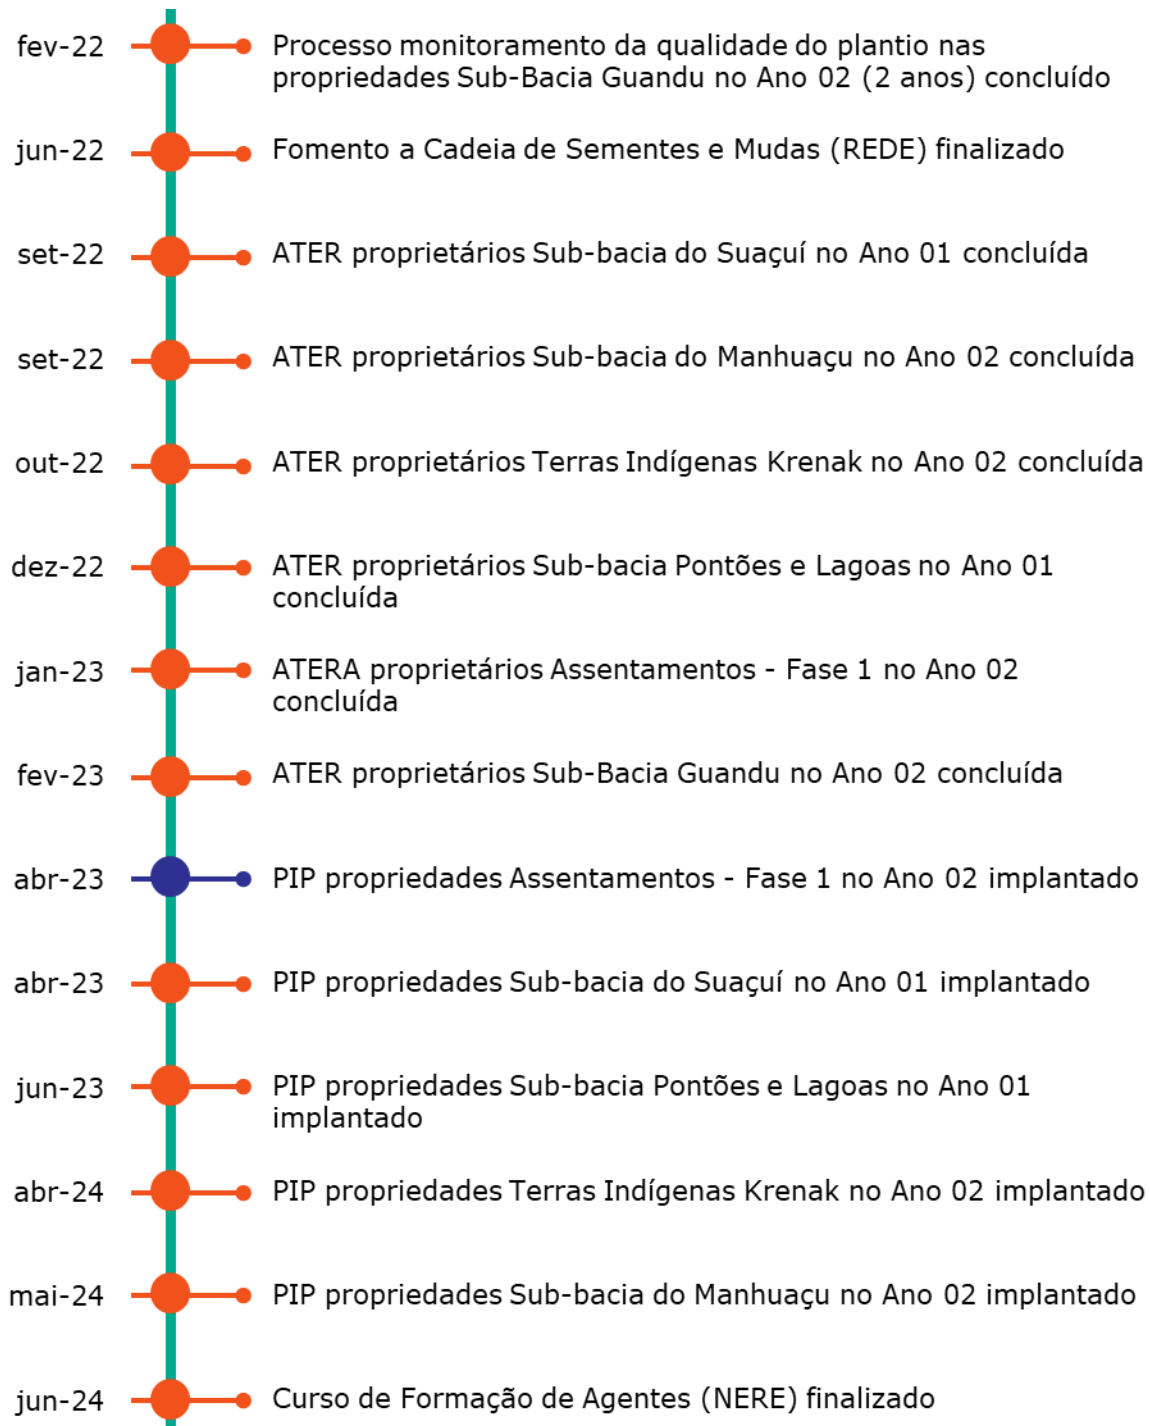 fev-22
Processo monitoramento da qualidade do plantio nas
propriedades Sub-Bacia Guandu no Ano 02 (2 anos) concluído
jun-22
Fomento a Cadeia de Sementes e Mudas (REDE) finalizado
set-22
ATER proprietários Sub-bacia do Suaçuí no Ano 01 concluída
set-22
ATER proprietários Sub-bacia do Manhuaçu no Ano 02 concluída
out-22
ATER proprietários Terras Indígenas Krenak no Ano 02 concluída
dez-22
ATER proprietários Sub-bacia Pontões e Lagoas no Ano 01
concluída
jan-23
ATERA proprietários Assentamentos - Fase 1 no Ano 02
concluída
fev-23
ATER proprietários Sub-Bacia Guandu no Ano 02 concluída
abr-23
PIP propriedades Assentamentos - Fase 1 no Ano 02 implantado
abr-23
PIP propriedades Sub-bacia do Suaçuí no Ano 01 implantado
jun-23
PIP propriedades Sub-bacia Pontões e Lagoas no Ano 01
implantado
abr-24
PIP propriedades Terras Indígenas Krenak no Ano 02 implantado
mai-24
PIP propriedades Sub-bacia do Manhuaçu no Ano 02 implantado
jun-24
Curso de Formação de Agentes (NERE) finalizado